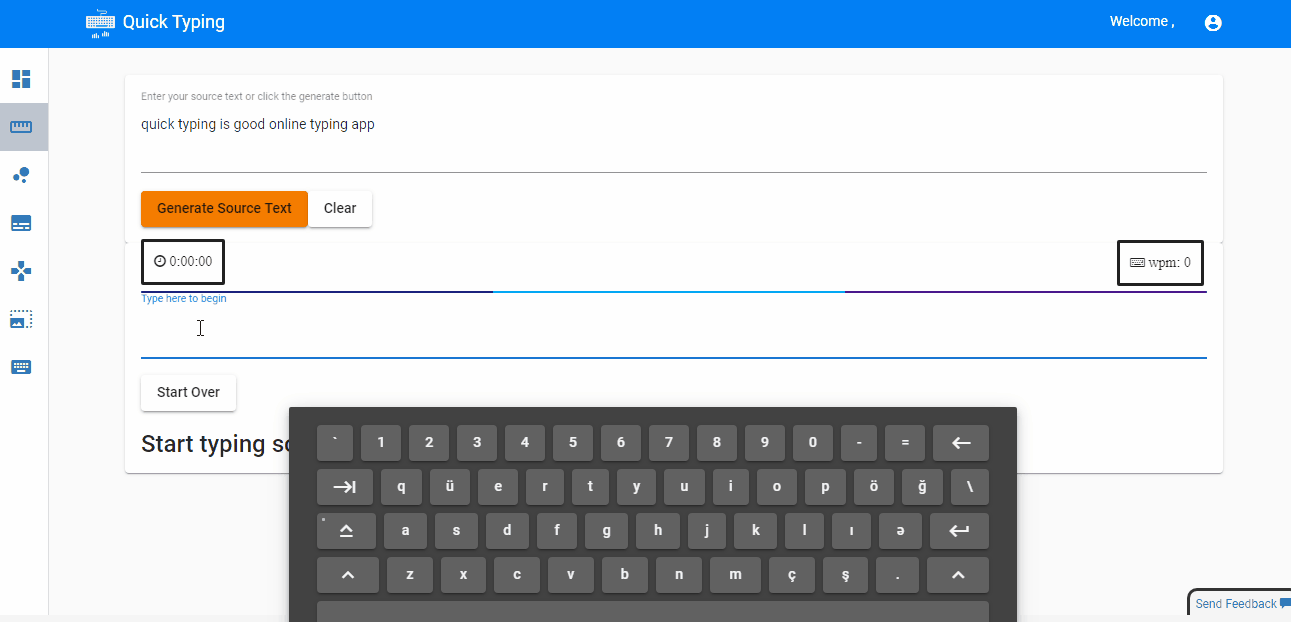 Quick Typing
Welcome ,
Enter your source text or click the generate button
quick typing is good online typing app
Generate Source Text Clear
0:00:00 wpm: 0
Type here to begin
Start Over
Start typing
` 1 2 3 4 5 6 7 8 9 0 - =
q ü e r t y u i o p ö ğ \
a s d f g h j k l ı ə
z x c v b n m ç ş .
Send Feedback